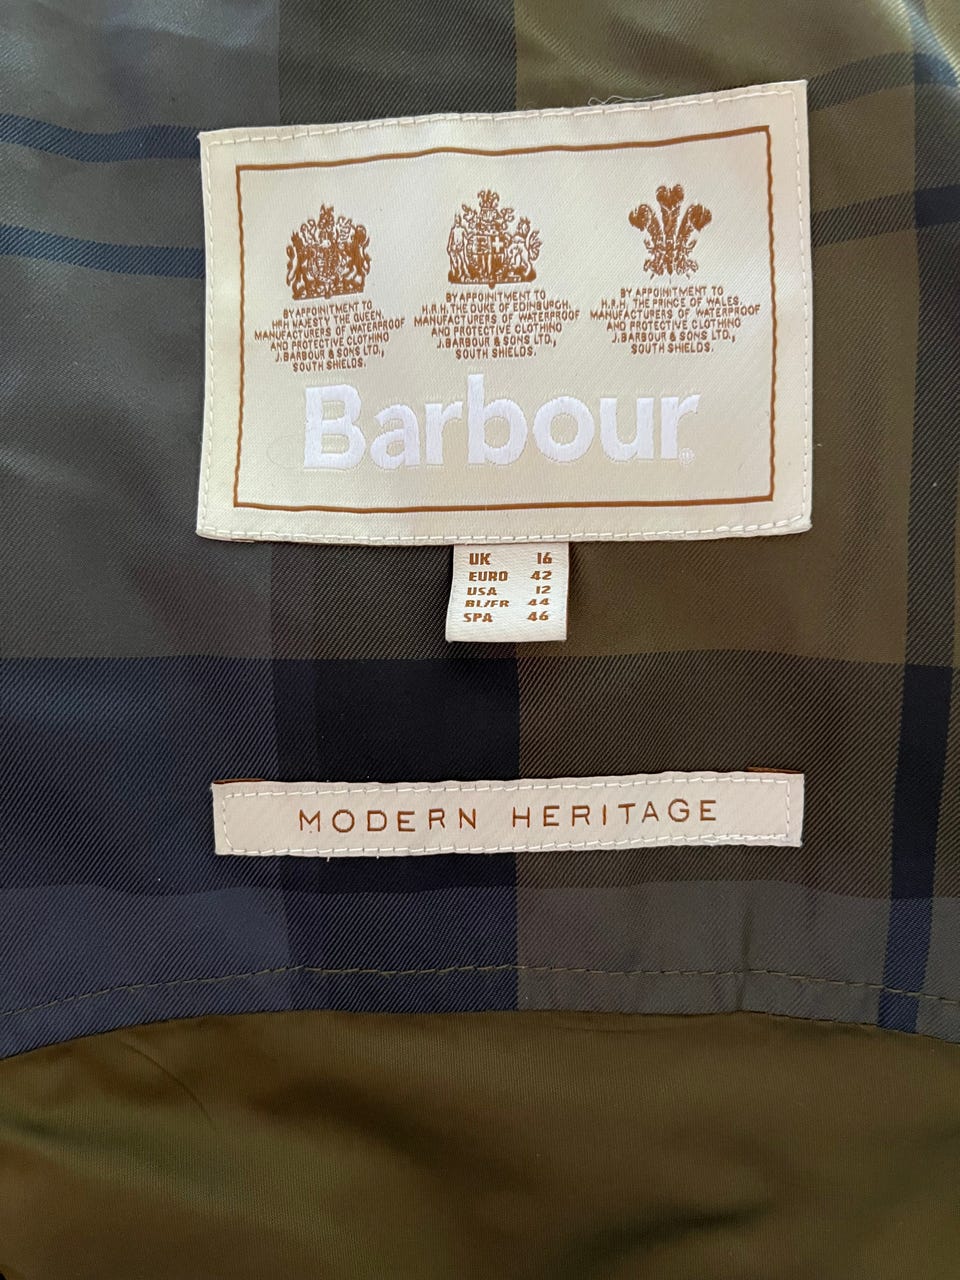 BY APPOINTMENT TO
HER MAJESTY THE QUEEN,
MANUFACTURERS OF WATERPROOF
AND PROTECTIVE CLOTHING
J.BARBOUR & SONS LTD.,
SOUTH SHIELDS.
BY APPOINTMENT TO
H.R.H. THE DUKE OF EDINBURGH,
MANUFACTURERS OF WATERPROOF
AND PROTECTIVE CLOTHING
J.BARBOUR & SONS LTD.,
SOUTH SHIELDS.
BY APPOINTMENT TO
H.R.H. THE PRINCE OF WALES,
MANUFACTURERS OF WATERPROOF
AND PROTECTIVE CLOTHING
J.BARBOUR & SONS LTD.,
SOUTH SHIELDS.
Barbour
UK 16
EURO 42
USA 12
BL/FR 44
SPA 46
MODERN HERITAGE